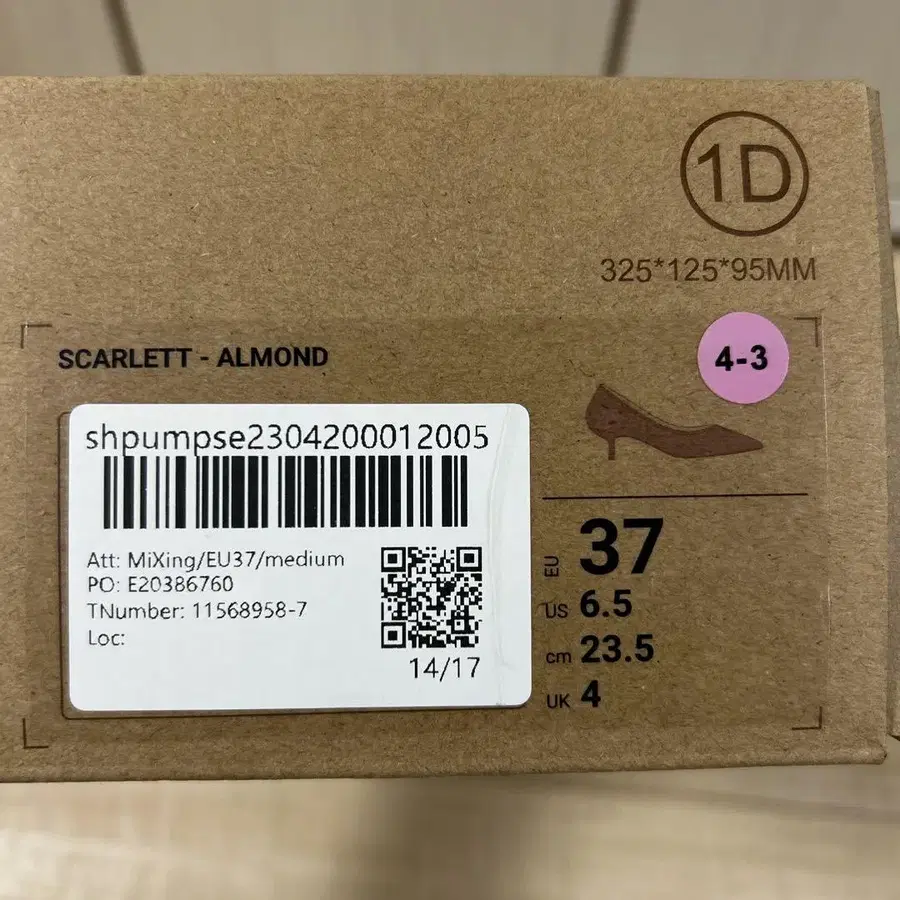 1D
325*125*95MM
SCARLETT - ALMOND
4-3
shpumpse2304200012005
Att: MiXing/EU37/medium
PO: E20386760
TNumber: 11568958-7
Loc:
14/17
EU 37
US 6.5
cm 23.5
UK 4